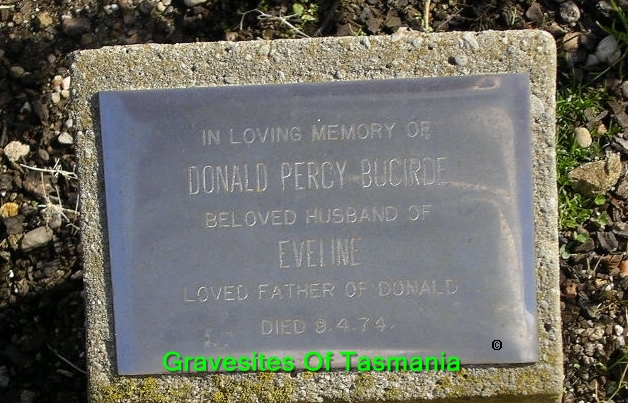 IN LOVING MEMORY OF
DONALD PERCY BUCIRDE
BELOVED HUSBAND OF
EVELINE
LOVED FATHER OF DONALD
DIED 9.4.74.
©
Gravesites Of Tasmania